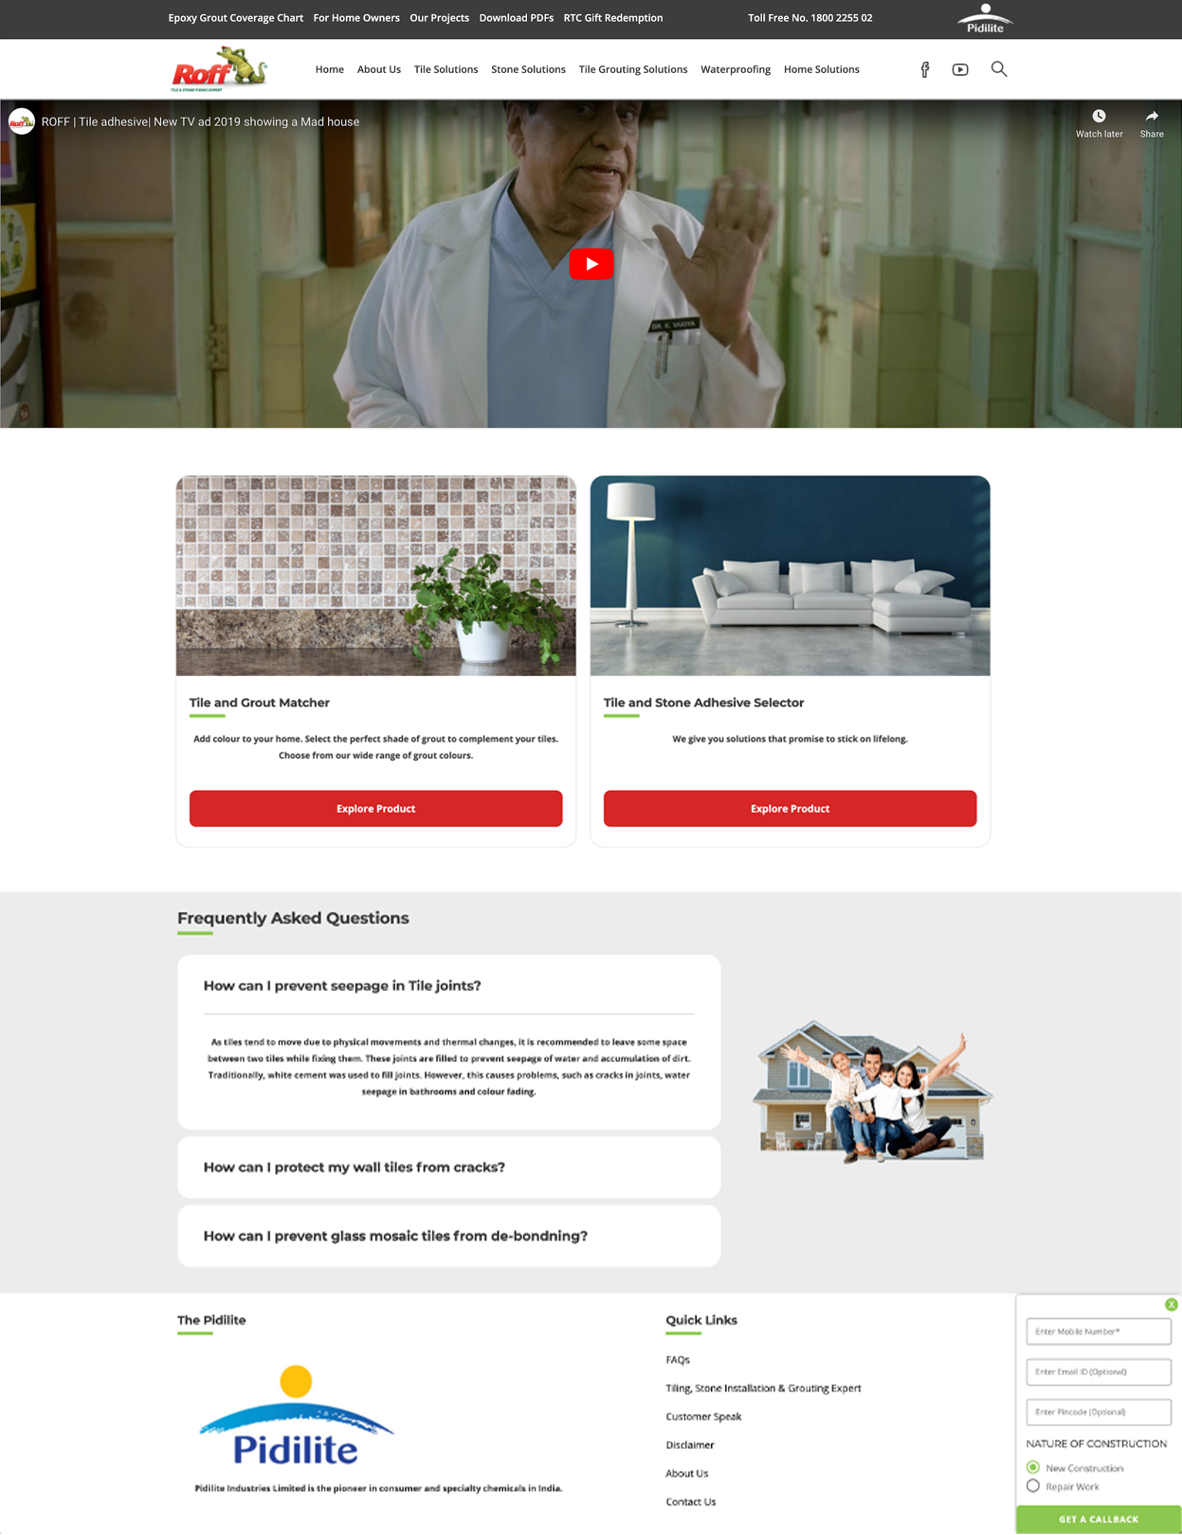 Epoxy Grout Coverage Chart For Home Owners Our Projects Download PDFs RTC Gift Redemption Toll Free No. 1800 2255 02
Pidilite
Roff
TILE & STONE FIXING EXPERT
Home About Us Tile Solutions Stone Solutions Tile Grouting Solutions Waterproofing Home Solutions
ROFF | Tile adhesive| New TV ad 2019 showing a Mad house
Watch later Share
DR. K. VAIDYA
Tile and Grout Matcher
Add colour to your home. Select the perfect shade of grout to complement your tiles.
Choose from our wide range of grout colours.
Explore Product
Tile and Stone Adhesive Selector
We give you solutions that promise to stick on lifelong.
Explore Product
Frequently Asked Questions
How can I prevent seepage in Tile joints?
As tiles tend to move due to physical movements and thermal changes, it is recommended to leave some space
between two tiles while fixing them. These joints are filled to prevent seepage of water and accumulation of dirt.
Traditionally, white cement was used to fill joints. However, this causes problems, such as cracks in joints, water
seepage in bathrooms and colour fading.
How can I protect my wall tiles from cracks?
How can I prevent glass mosaic tiles from de-bondning?
The Pidilite
Pidilite
Pidilite Industries Limited is the pioneer in consumer and specialty chemicals in India.
Quick Links
FAQs
Tiling, Stone Installation & Grouting Expert
Customer Speak
Disclaimer
About Us
Contact Us
X
Enter Mobile Number*
Enter Email ID (Optional)
Enter Pincode (Optional)
NATURE OF CONSTRUCTION
New Construction
Repair Work
GET A CALLBACK